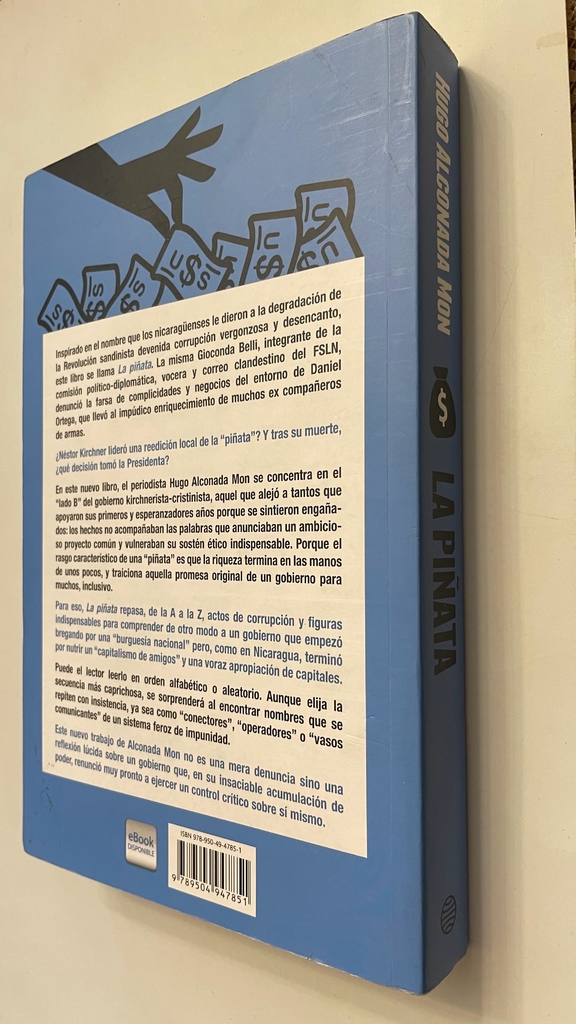 Inspirado en el nombre que los nicaragüenses le dieron a la degradación de
la Revolución sandinista devenida corrupción vergonzosa y desencanto,
este libro se llama La piñata. La misma Gioconda Belli, integrante de la
comisión político-diplomática, vocera y correo clandestino del FSLN,
denunció la farsa de complicidades y negocios del entorno de Daniel
Ortega, que llevó al impúdico enriquecimiento de muchos ex compañeros
de armas.
¿Néstor Kirchner lideró una reedición local de la "piñata"? Y tras su muerte,
¿qué decisión tomó la Presidenta?
En este nuevo libro, el periodista Hugo Alconada Mon se concentra en el
"lado B" del gobierno kirchnerista-cristinista, aquel que alejó a tantos que
apoyaron sus primeros y esperanzadores años porque se sintieron engaña-
dos: los hechos no acompañaban las palabras que anunciaban un ambicio-
so proyecto común y vulneraban su sostén ético indispensable. Porque el
rasgo característico de una "piñata" es que la riqueza termina en las manos
de unos pocos, y traiciona aquella promesa original de un gobierno para
muchos, inclusivo.
Para eso, La piñata repasa, de la A a la Z, actos de corrupción y figuras
indispensables para comprender de otro modo a un gobierno que empezó
bregando por una "burguesía nacional" pero, como en Nicaragua, terminó
por nutrir un "capitalismo de amigos" y una voraz apropiación de capitales.
Puede el lector leerlo en orden alfabético o aleatorio. Aunque elija la
secuencia más caprichosa, se sorprenderá al encontrar nombres que se
repiten con insistencia, ya sea como "conectores", "operadores" o "vasos
comunicantes" de un sistema feroz de impunidad.
Este nuevo trabajo de Alconada Mon no es una mera denuncia sino una
reflexión lúcida sobre un gobierno que, en su insaciable acumulación de
poder, renunció muy pronto a ejercer un control crítico sobre sí mismo.
eBook
DISPONIBLE
ISBN 978-950-49-4785-1
9 789504 947851
HUGO ALCONADA MON
$
LA PIÑATA